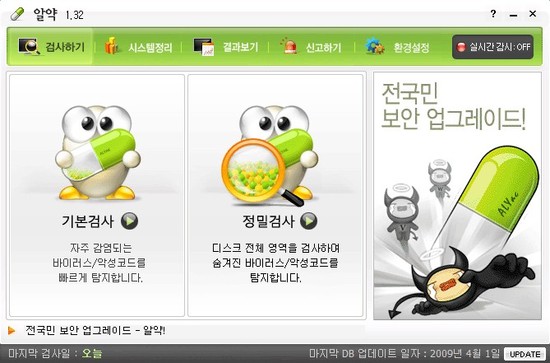 알약 1.32
검사하기 시스템정리 결과보기 신고하기 환경설정 실시간 감시: OFF
기본검사
자주 감염되는
바이러스/악성코드를
빠르게 탐지합니다.
정밀검사
디스크 전체 영역을 검사하며
숨겨진 바이러스/악성코드를
탐지합니다.
전국민
보안 업그레이드!
ALYac
전국민 보안 업그레이드 - 알약!
마지막 검사일 : 오늘 마지막 DB 업데이트 일자 : 2009년 4월 1일 UPDATE